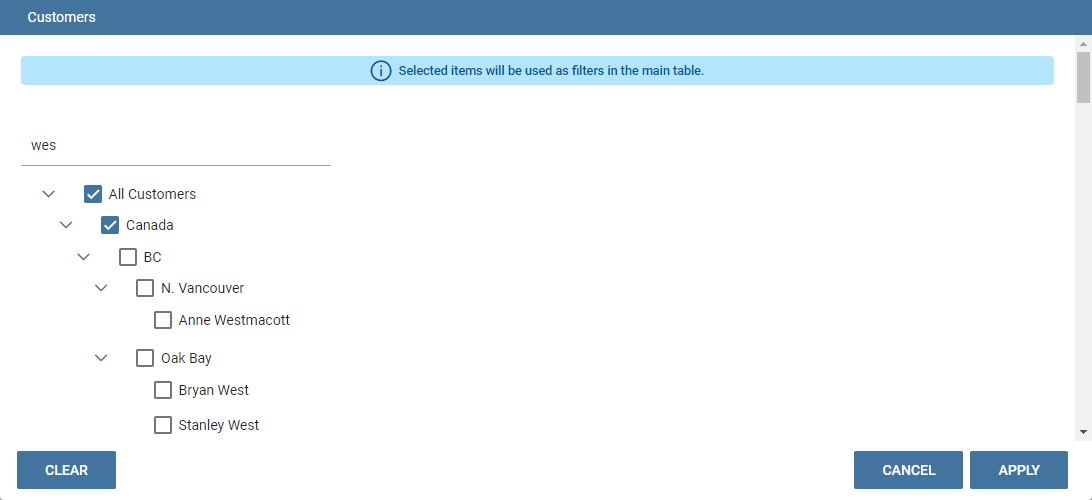 Customers
Selected items will be used as filters in the main table.
wes
All Customers
Canada
BC
N. Vancouver
Anne Westmacott
Oak Bay
Bryan West
Stanley West
CLEAR CANCEL APPLY